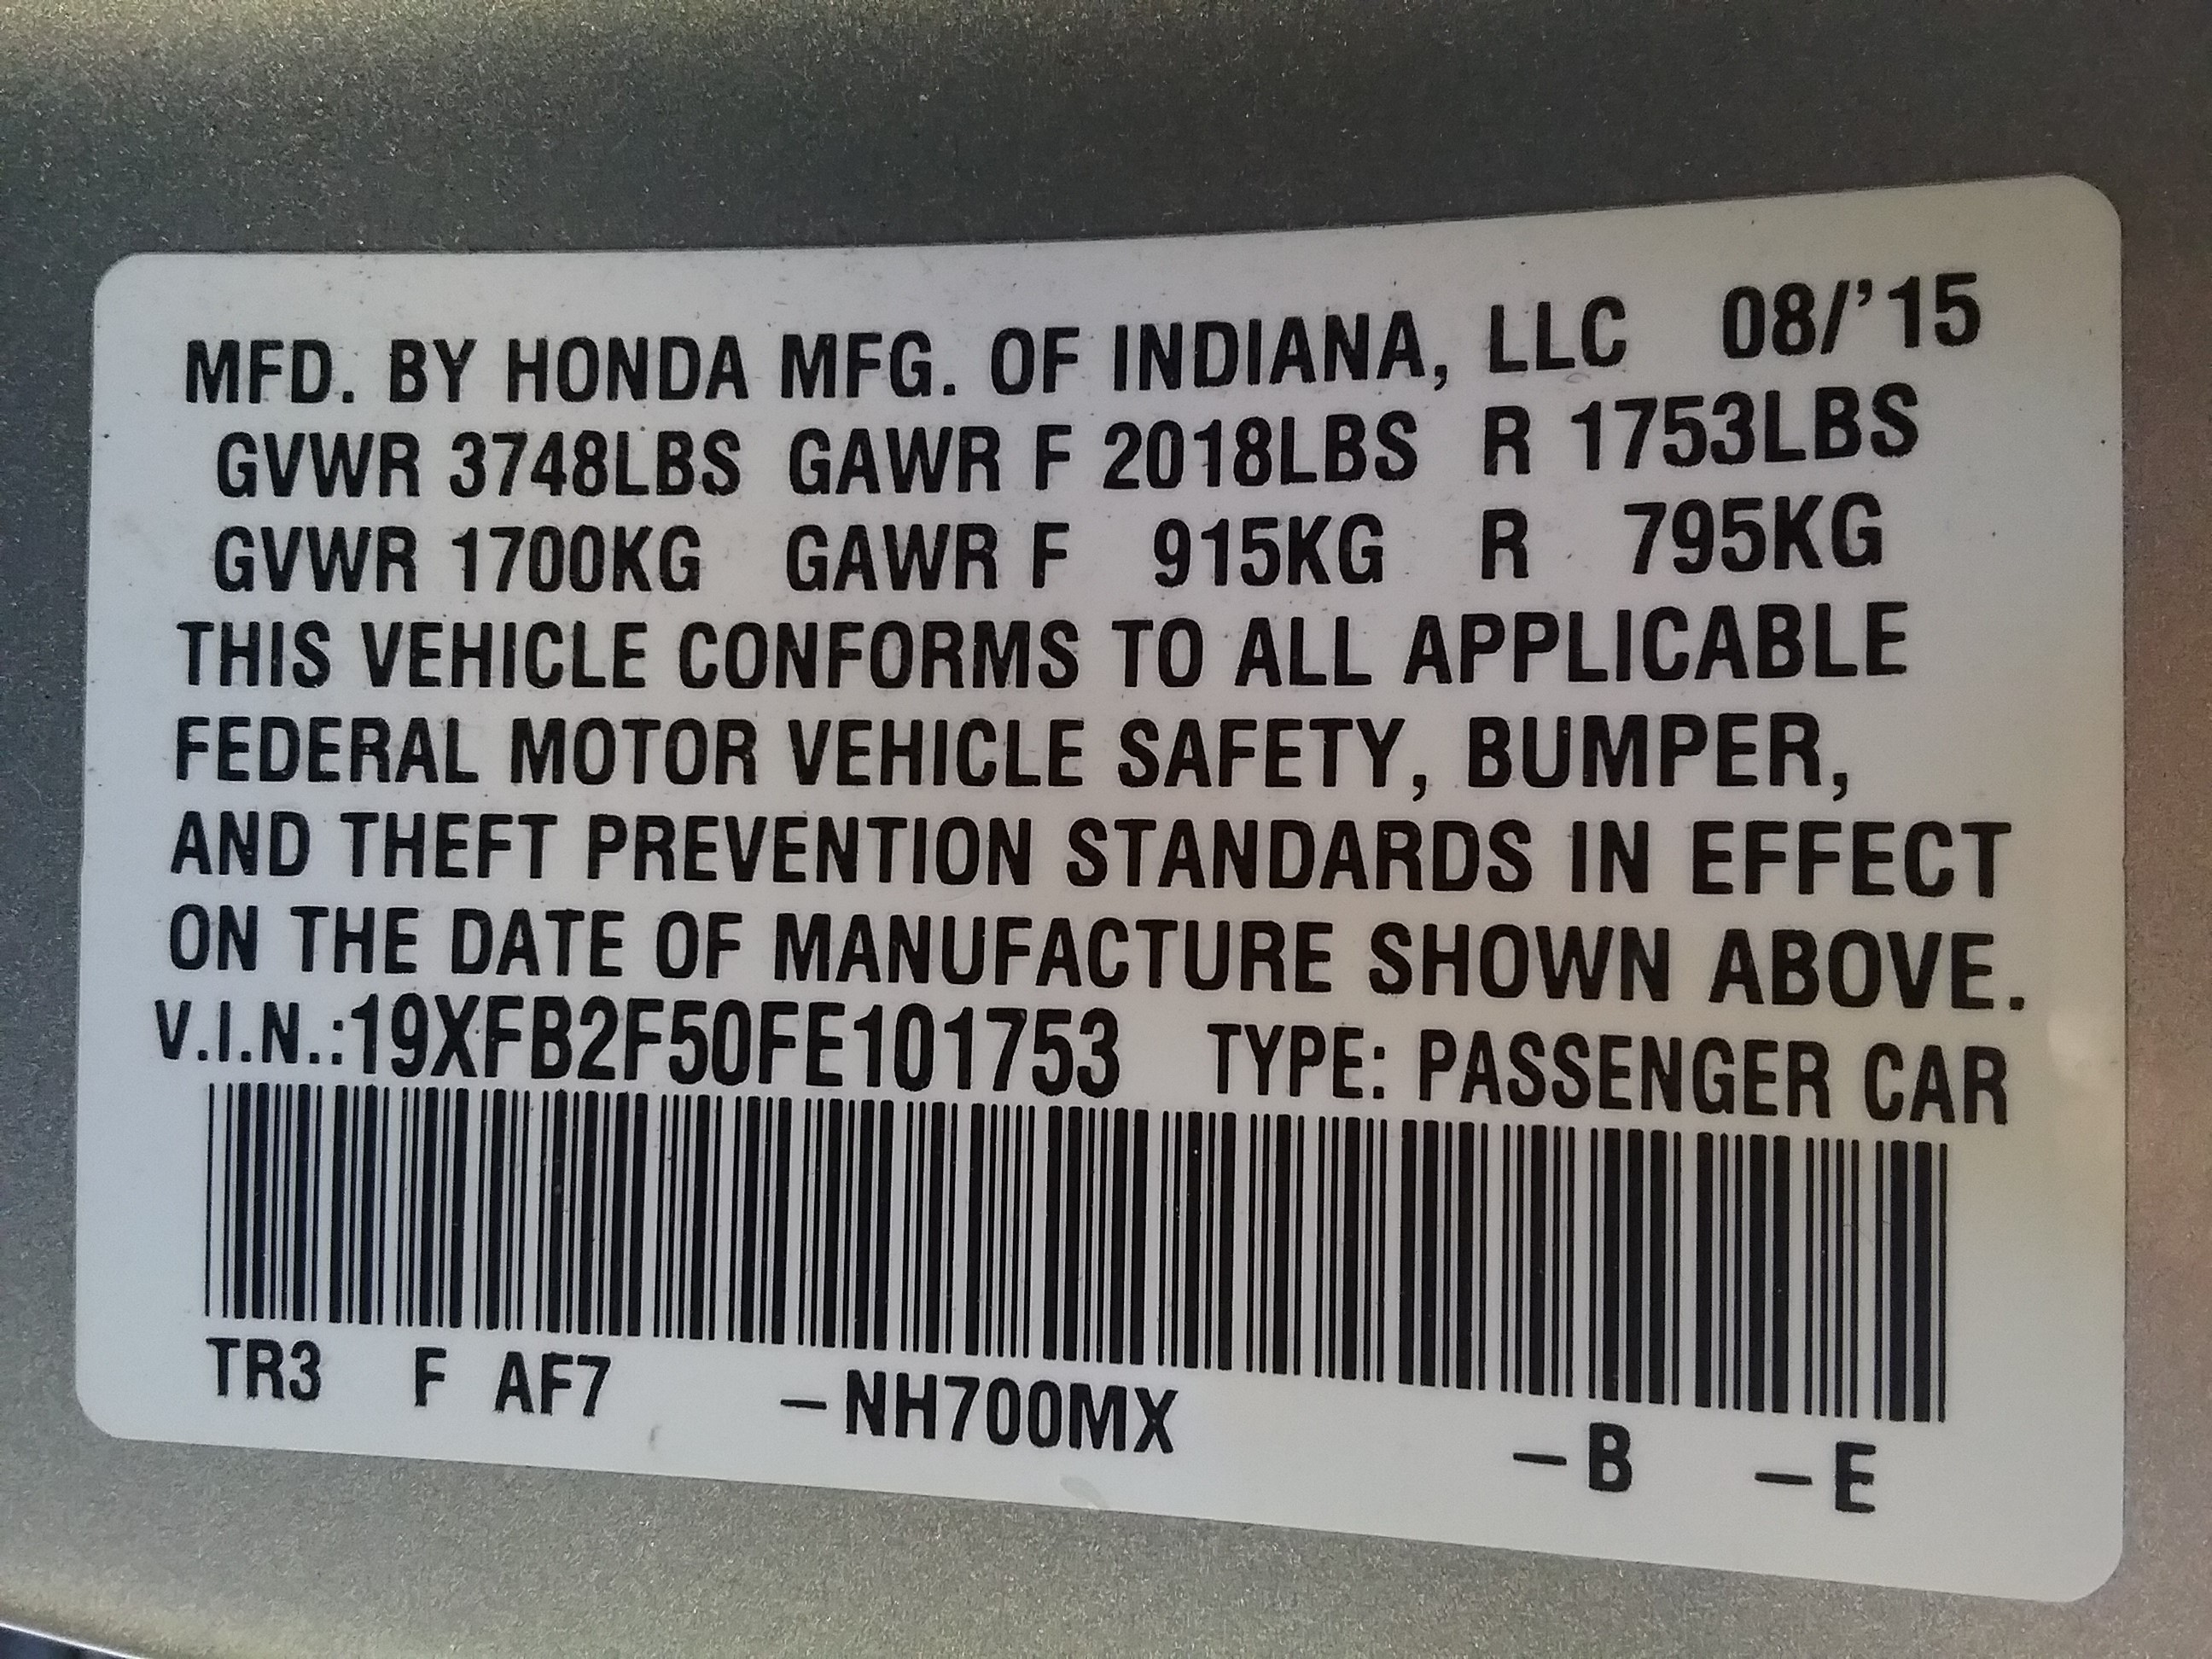 MFD. BY HONDA MFG. OF INDIANA, LLC 08/'15
GVWR 3748LBS GAWR F 2018LBS R 1753LBS
GVWR 1700KG GAWR F 915KG R 795KG
THIS VEHICLE CONFORMS TO ALL APPLICABLE
FEDERAL MOTOR VEHICLE SAFETY, BUMPER,
AND THEFT PREVENTION STANDARDS IN EFFECT
ON THE DATE OF MANUFACTURE SHOWN ABOVE.
V.I.N.:19XFB2F50FE101753 TYPE: PASSENGER CAR
TR3 F AF7 –NH700MX –B –E